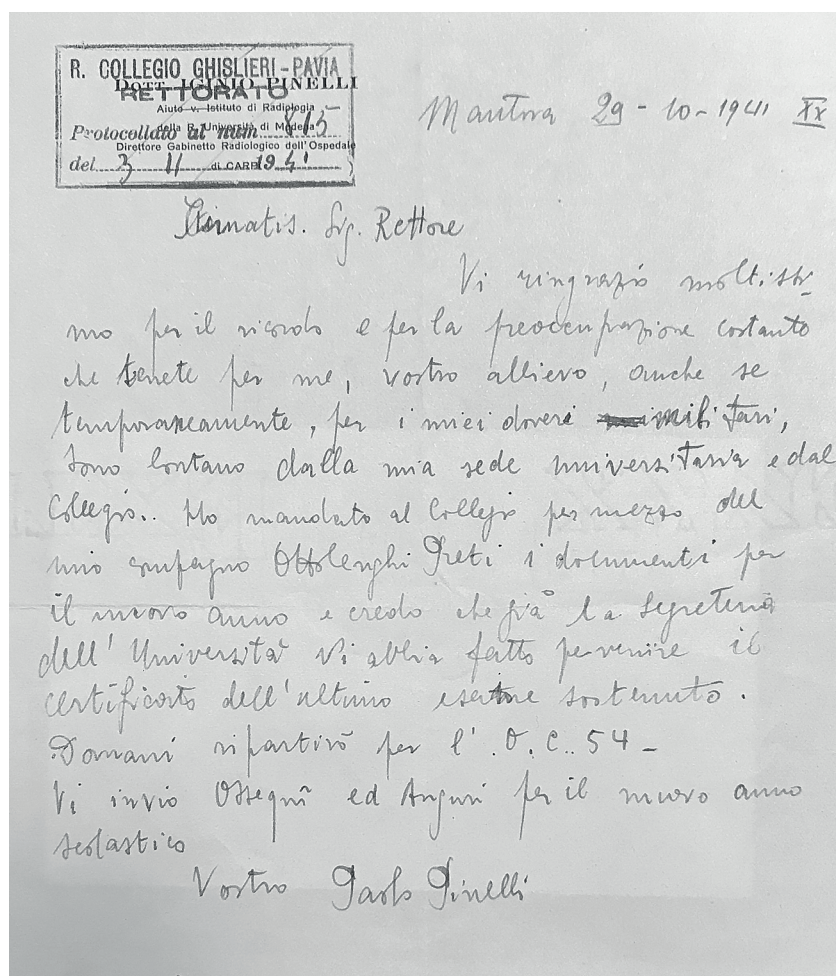 R. COLLEGIO GHISLIERI - PAVIA
DOTT. IGINIO PINELLI
RETTORATO
Aiuto v. Istituto di Radiologia
della R. Università di Modena
Protocollato al num. 815
Direttore Gabinetto Radiologico dell'Ospedale
di CARPI
del 3 11 1941
Mantova 29 - 10 - 1941 XX
Stimatis. Sig. Rettore
Vi ringrazio moltissi-
mo per il ricordo e per la preoccupazione costante
che tenete per me, vostro allievo, anche se
temporaneamente, per i miei doveri militari,
sono lontano dalla mia sede universitaria e dal
Collegio.. Ho mandato al Collegio per mezzo del
mio compagno Ottolenghi Preti i documenti per
il nuovo anno e credo che già la Segreteria
dell'Università Vi abbia fatto pervenire il
certificato dell'ultimo esame sostenuto.
Domani ripartirò per l'.O.C..54-
Vi invio Ossequi ed Auguri per il nuovo anno
scolastico
Vostro Paolo Pinelli